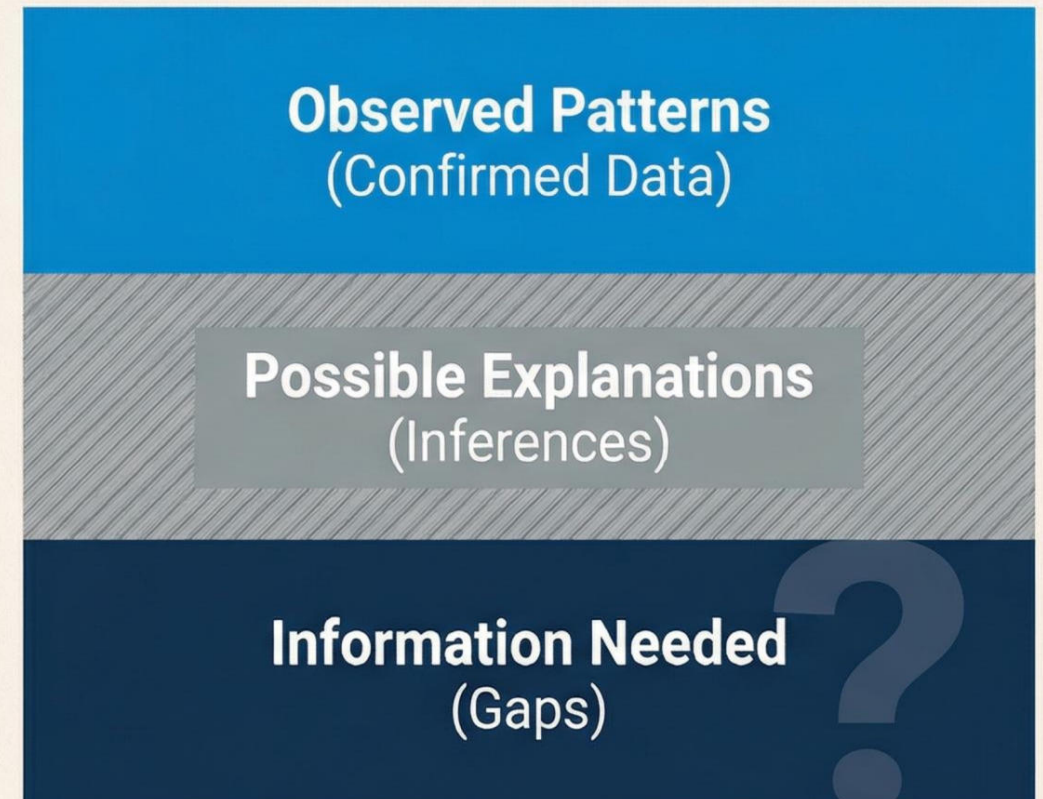 Observed Patterns
(Confirmed Data)
Possible Explanations
(Inferences)
Information Needed
(Gaps)
?